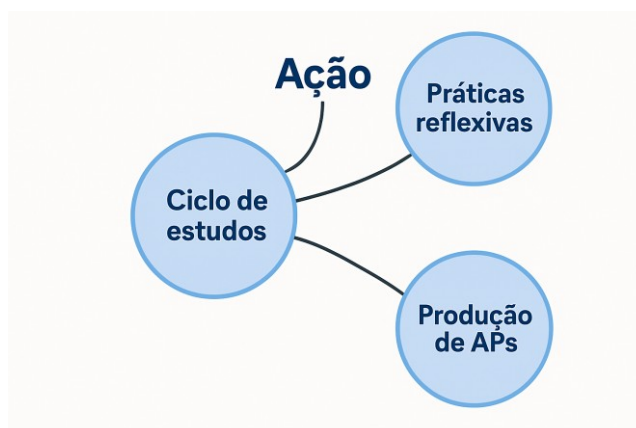 Ação
Práticas
reflexivas
Ciclo de
estudos
Produção
de APs